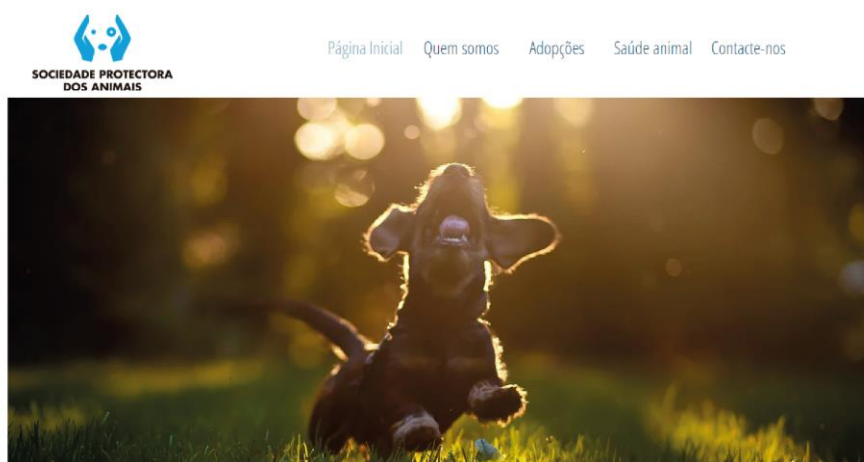 SOCIEDADE PROTECTORA
DOS ANIMAIS
Página Inicial Quem somos Adopções Saúde animal Contacte-nos